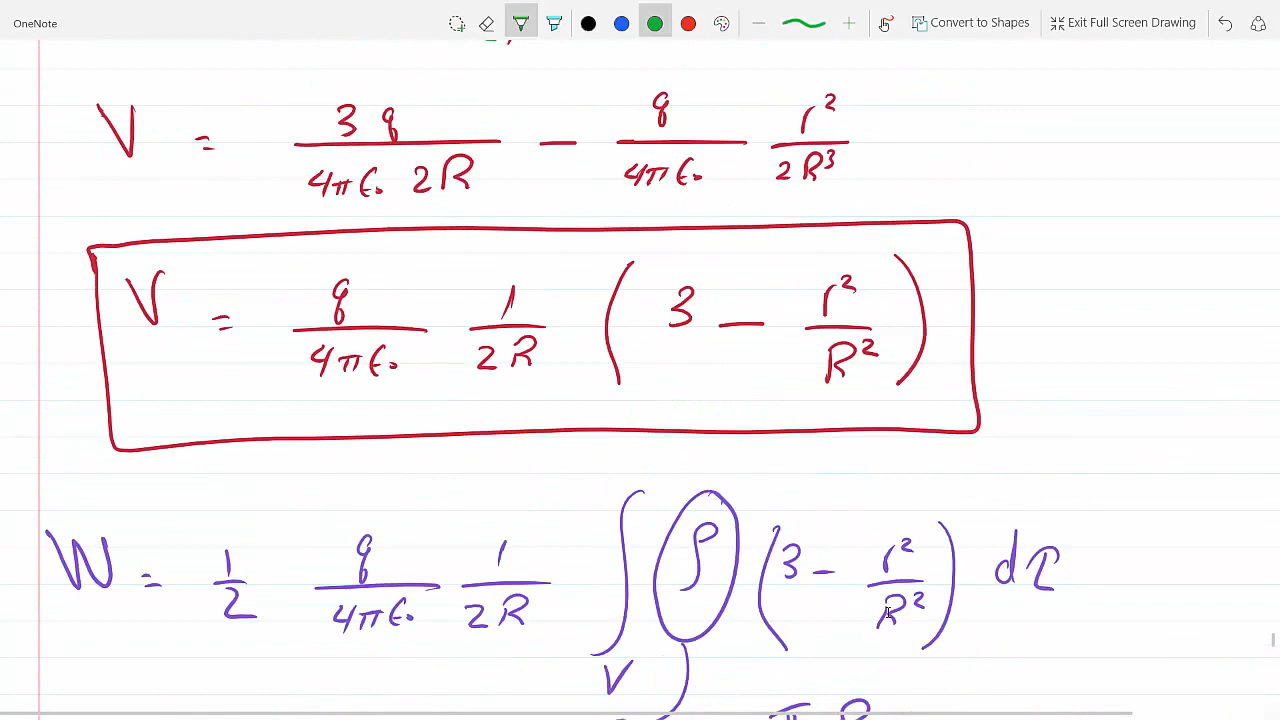 OneNote
Convert to Shapes
Exit Full Screen Drawing
V = 3q / 4πε₀ 2R − q / 4πε₀ r² / 2R³
V = q / 4πε₀ 1 / 2R ( 3 − r² / R² )
W = 1 / 2 q / 4πε₀ 1 / 2R ∫ ρ ( 3 − r² / R² ) dτ
V
π R